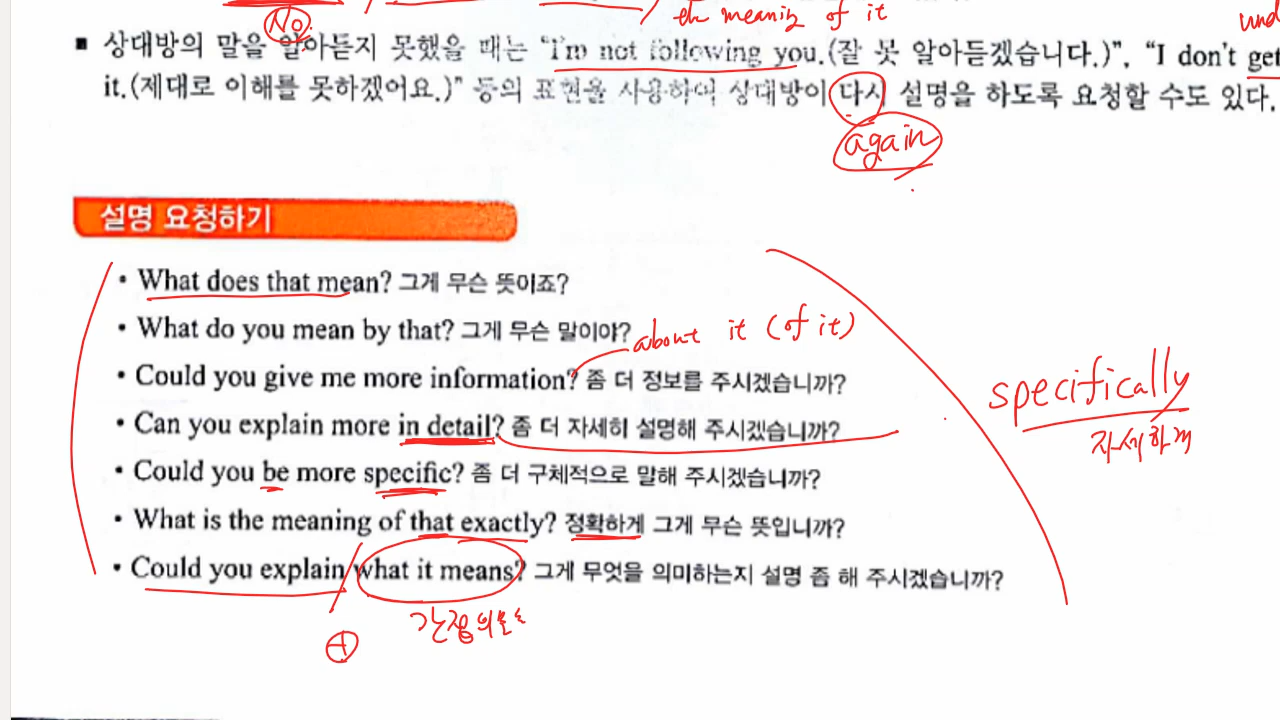 No.
the meaning of it
■ 상대방의 말을 알아듣지 못했을 때는 “I'm not following you.(잘 못 알아듣겠습니다.)”, “I don't get
it.(제대로 이해를 못하겠어요.)” 등의 표현을 사용하여 상대방이 다시 설명을 하도록 요청할 수도 있다.
again
설명 요청하기
• What does that mean? 그게 무슨 뜻이죠?
• What do you mean by that? 그게 무슨 말이야?
about it (of it)
• Could you give me more information? 좀 더 정보를 주시겠습니까?
specifically
• Can you explain more in detail? 좀 더 자세히 설명해 주시겠습니까?
자세하게
• Could you be more specific? 좀 더 구체적으로 말해 주시겠습니까?
• What is the meaning of that exactly? 정확하게 그게 무슨 뜻입니까?
• Could you explain what it means? 그게 무엇을 의미하는지 설명 좀 해 주시겠습니까?
간접의문문